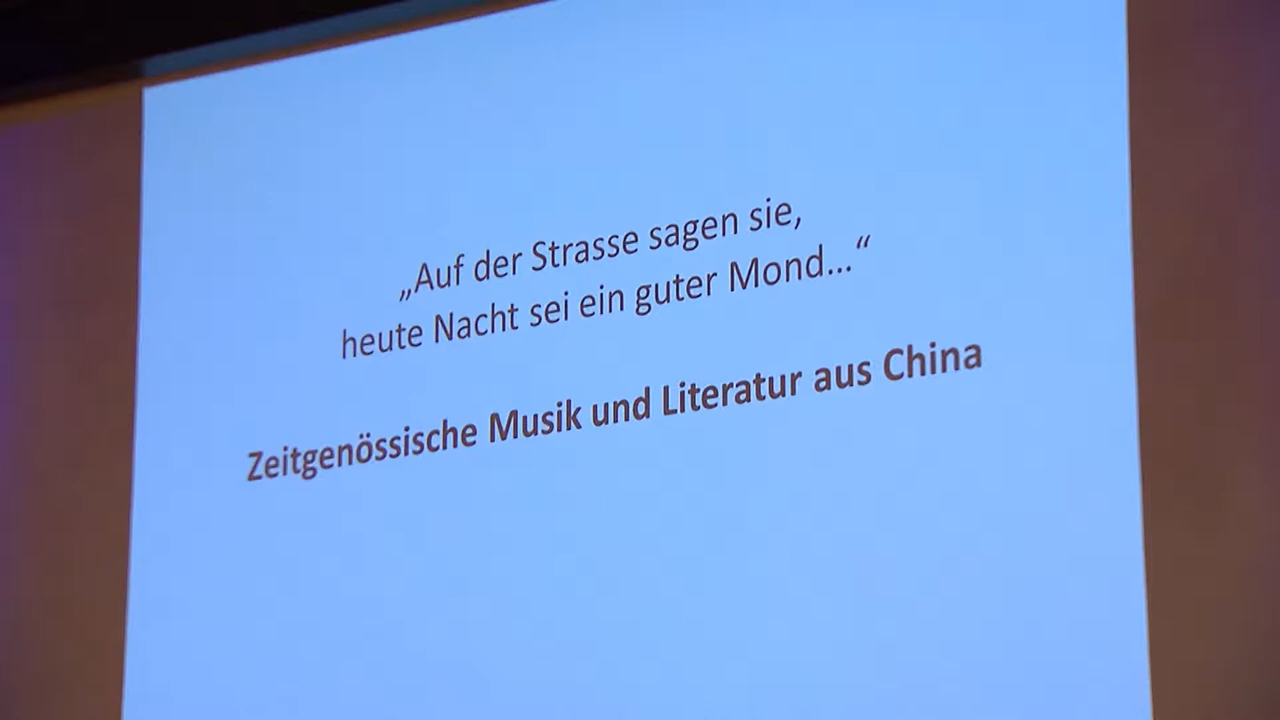 „Auf der Strasse sagen sie,
heute Nacht sei ein guter Mond...“
Zeitgenössische Musik und Literatur aus China